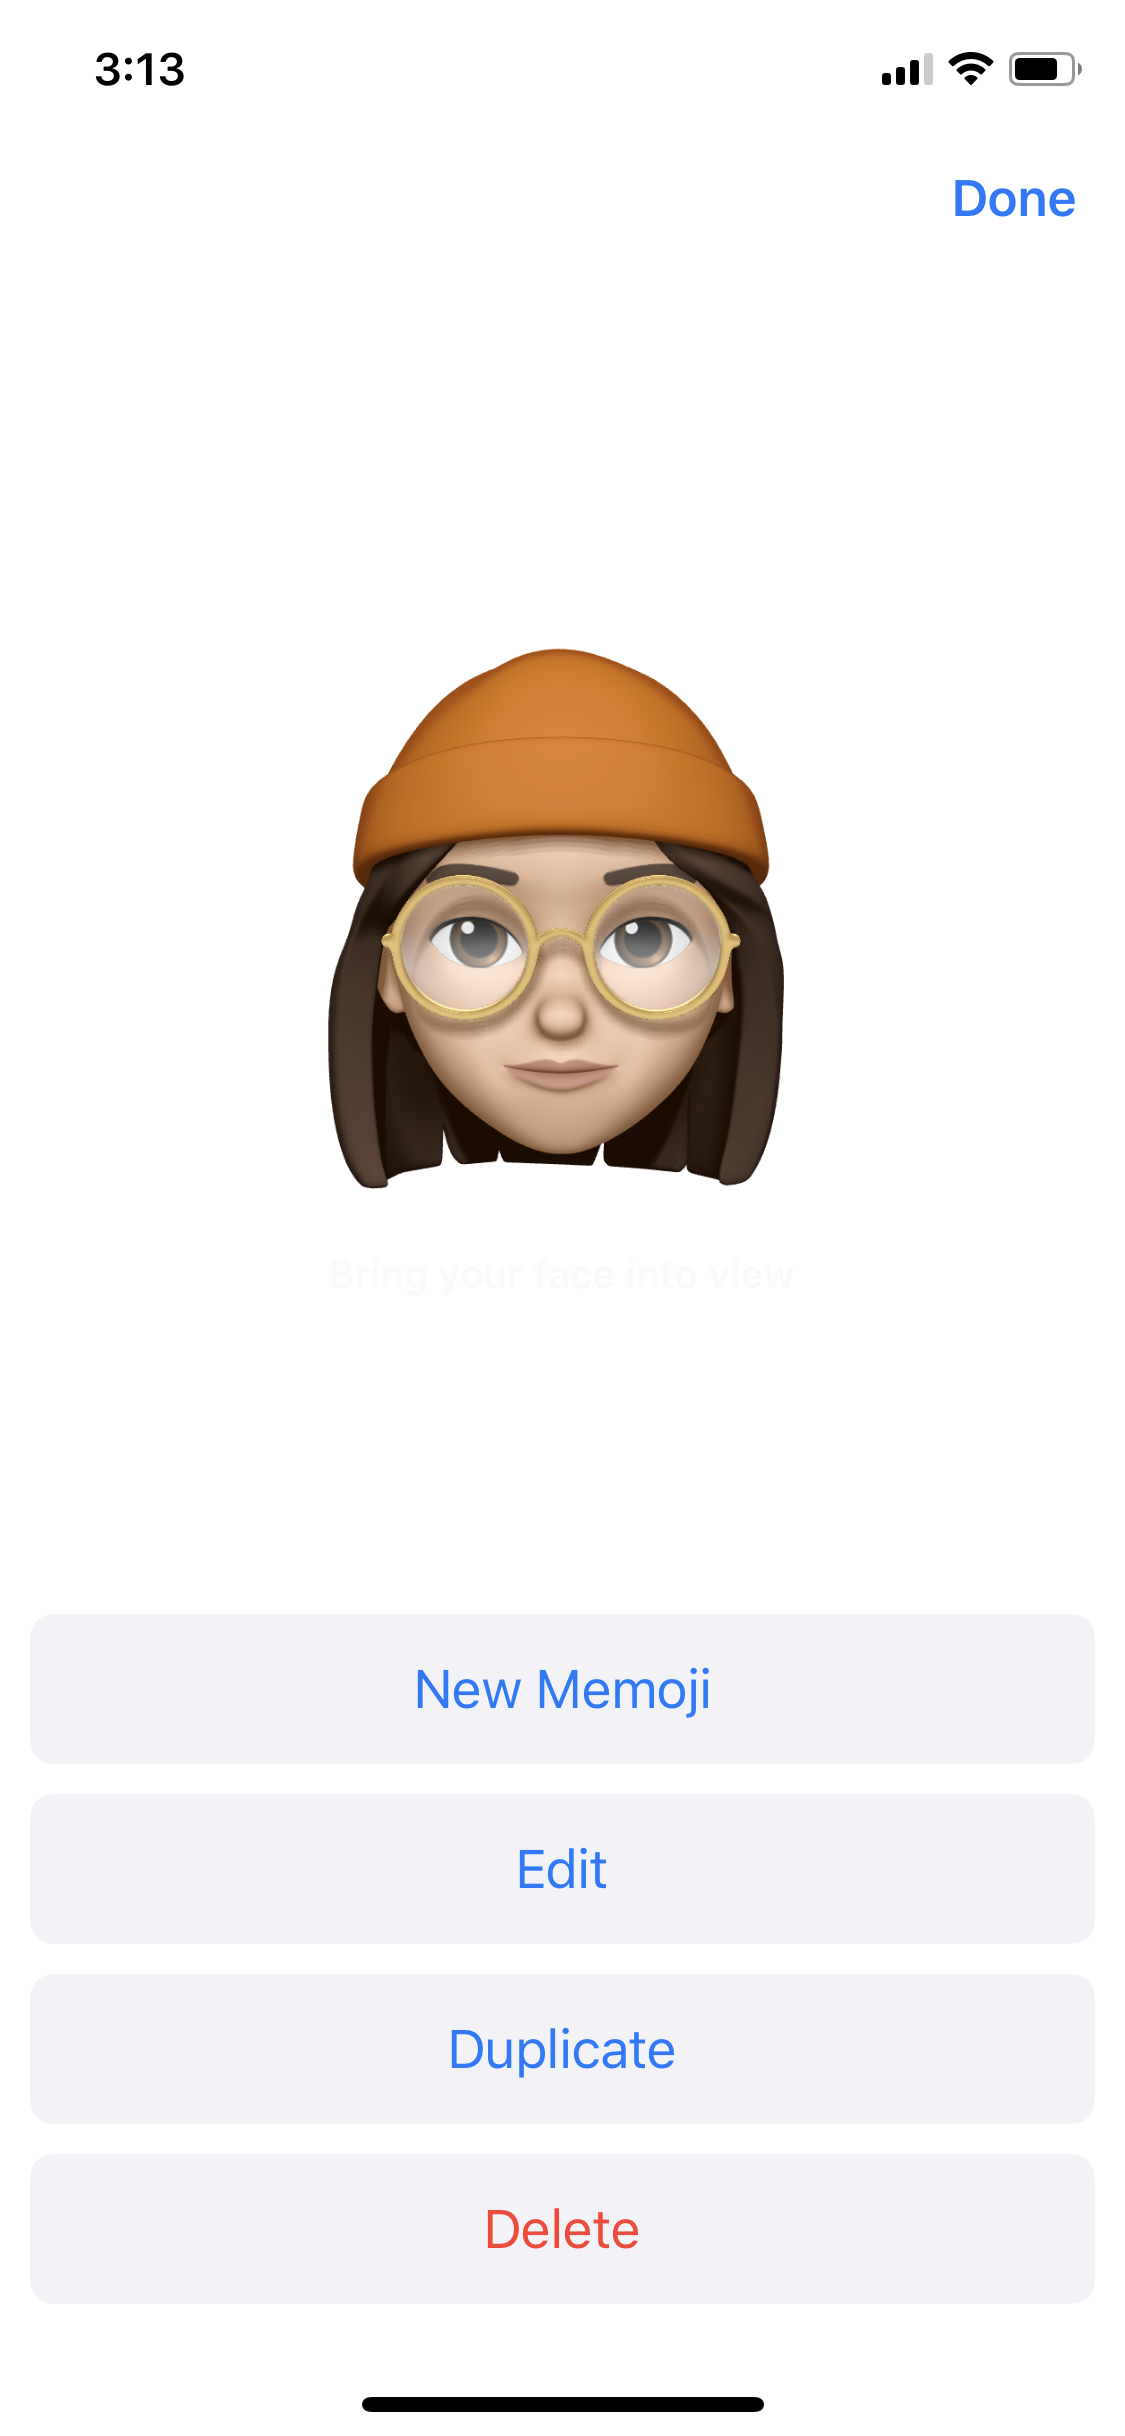 3:13
Done
Bring your face into view
New Memoji
Edit
Duplicate
Delete